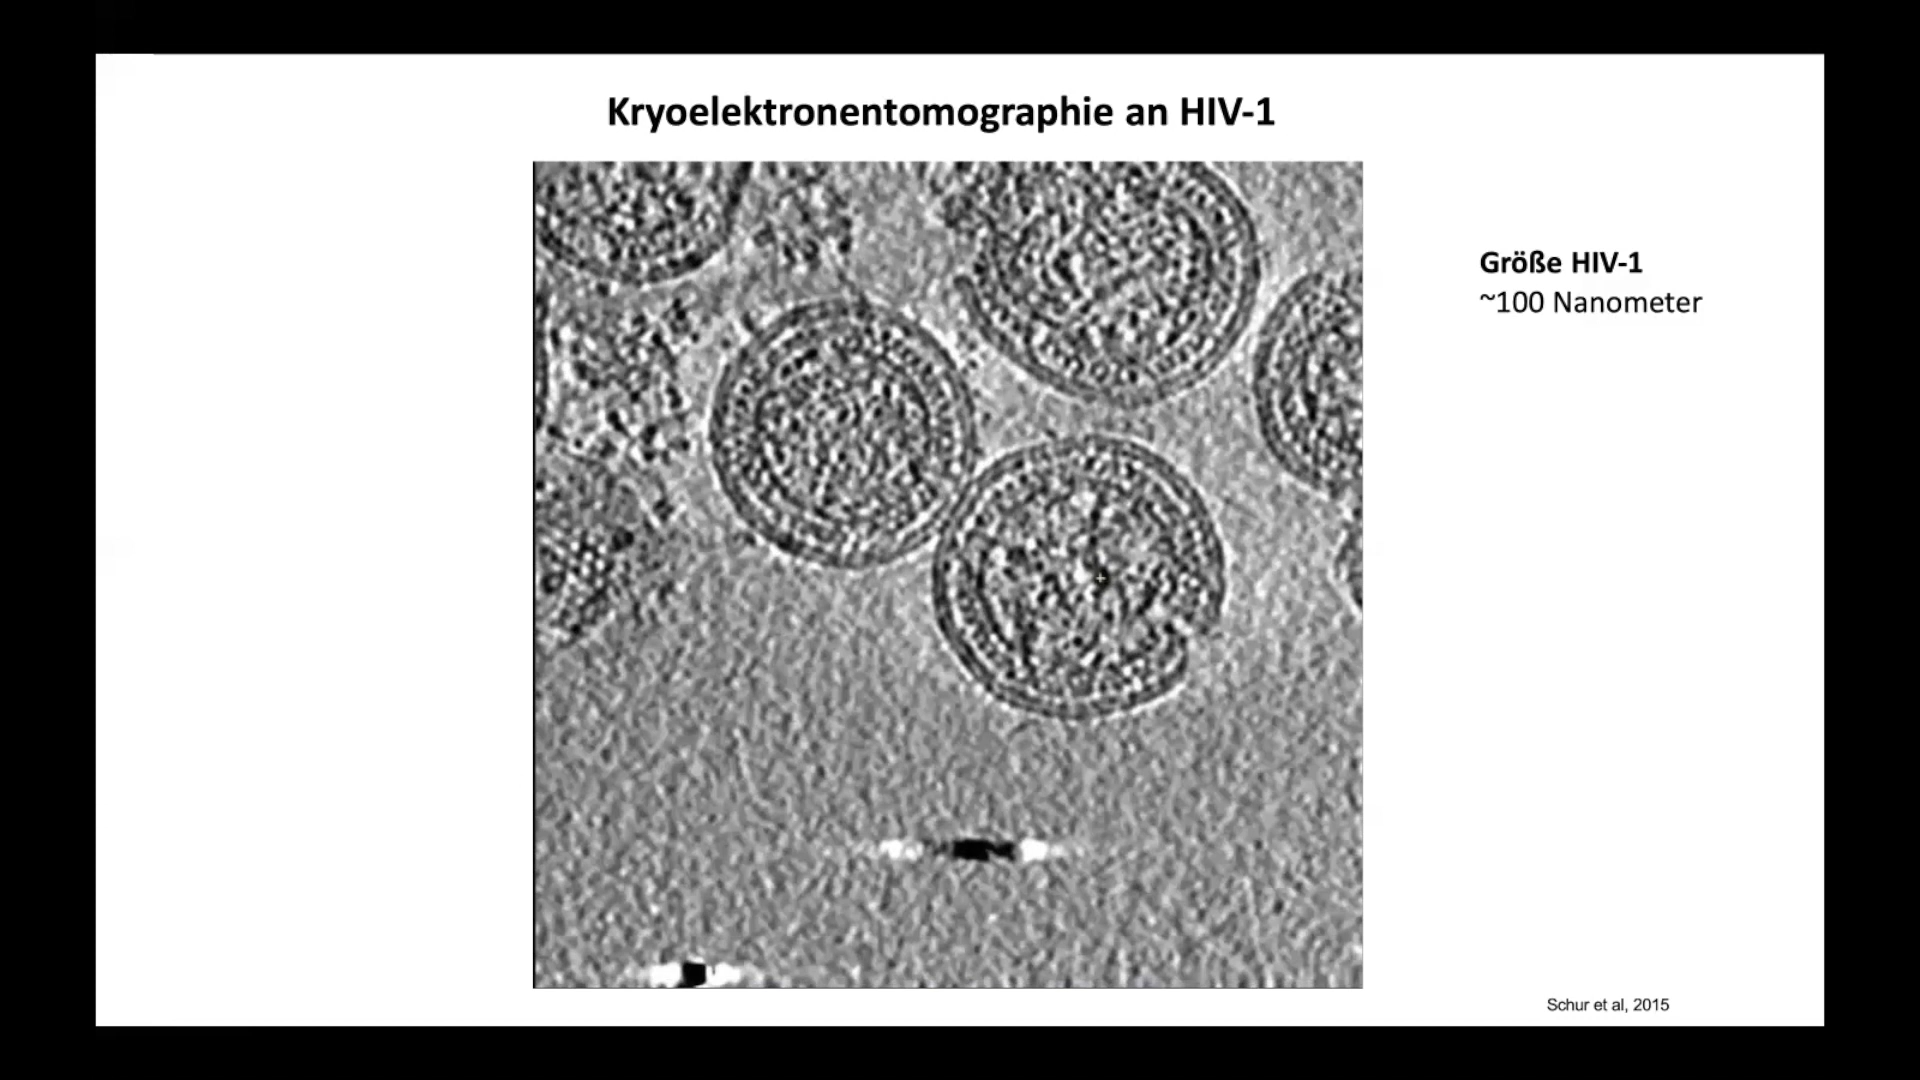 Kryoelektronentomographie an HIV-1
Größe HIV-1
~100 Nanometer
Schur et al, 2015